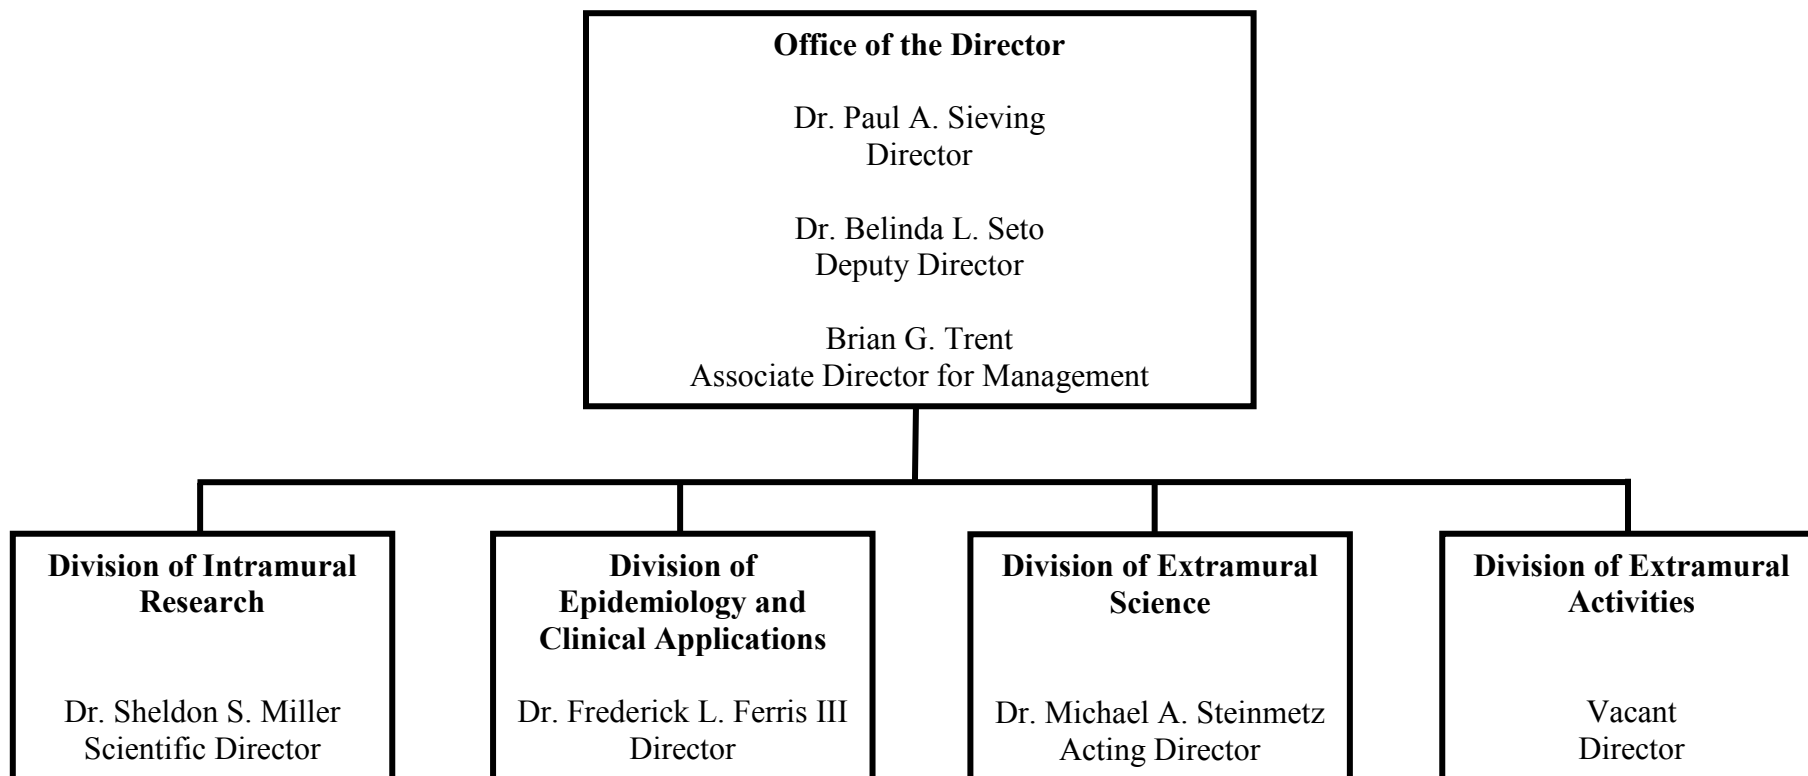 Office of the Director
Dr. Paul A. Sieving
Director
Dr. Belinda L. Seto
Deputy Director
Brian G. Trent
Associate Director for Management
Division of Intramural
Research
Dr. Sheldon S. Miller
Scientific Director
Division of
Epidemiology and
Clinical Applications
Dr. Frederick L. Ferris III
Director
Division of Extramural
Science
Dr. Michael A. Steinmetz
Acting Director
Division of Extramural
Activities
Vacant
Director